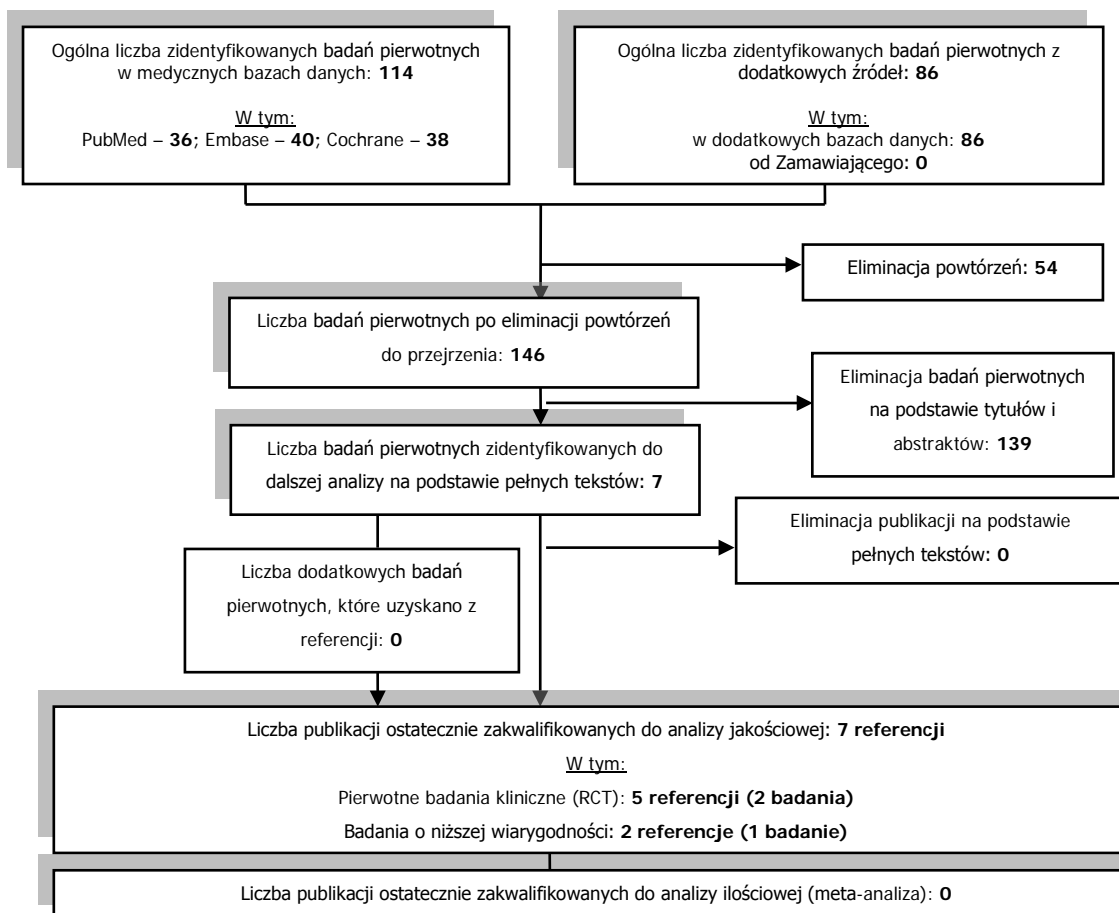 Ogólna liczba zidentyfikowanych badań pierwotnych
w medycznych bazach danych: 114
W tym:
PubMed – 36; Embase – 40; Cochrane – 38
Ogólna liczba zidentyfikowanych badań pierwotnych z
dodatkowych źródeł: 86
W tym:
w dodatkowych bazach danych: 86
od Zamawiającego: 0
Eliminacja powtórzeń: 54
Liczba badań pierwotnych po eliminacji powtórzeń
do przejrzenia: 146
Eliminacja badań pierwotnych
na podstawie tytułów i
abstraktów: 139
Liczba badań pierwotnych zidentyfikowanych do
dalszej analizy na podstawie pełnych tekstów: 7
Eliminacja publikacji na podstawie
pełnych tekstów: 0
Liczba dodatkowych badań
pierwotnych, które uzyskano z
referencji: 0
Liczba publikacji ostatecznie zakwalifikowanych do analizy jakościowej: 7 referencji
W tym:
Pierwotne badania kliniczne (RCT): 5 referencji (2 badania)
Badania o niższej wiarygodności: 2 referencje (1 badanie)
Liczba publikacji ostatecznie zakwalifikowanych do analizy ilościowej (meta-analiza): 0